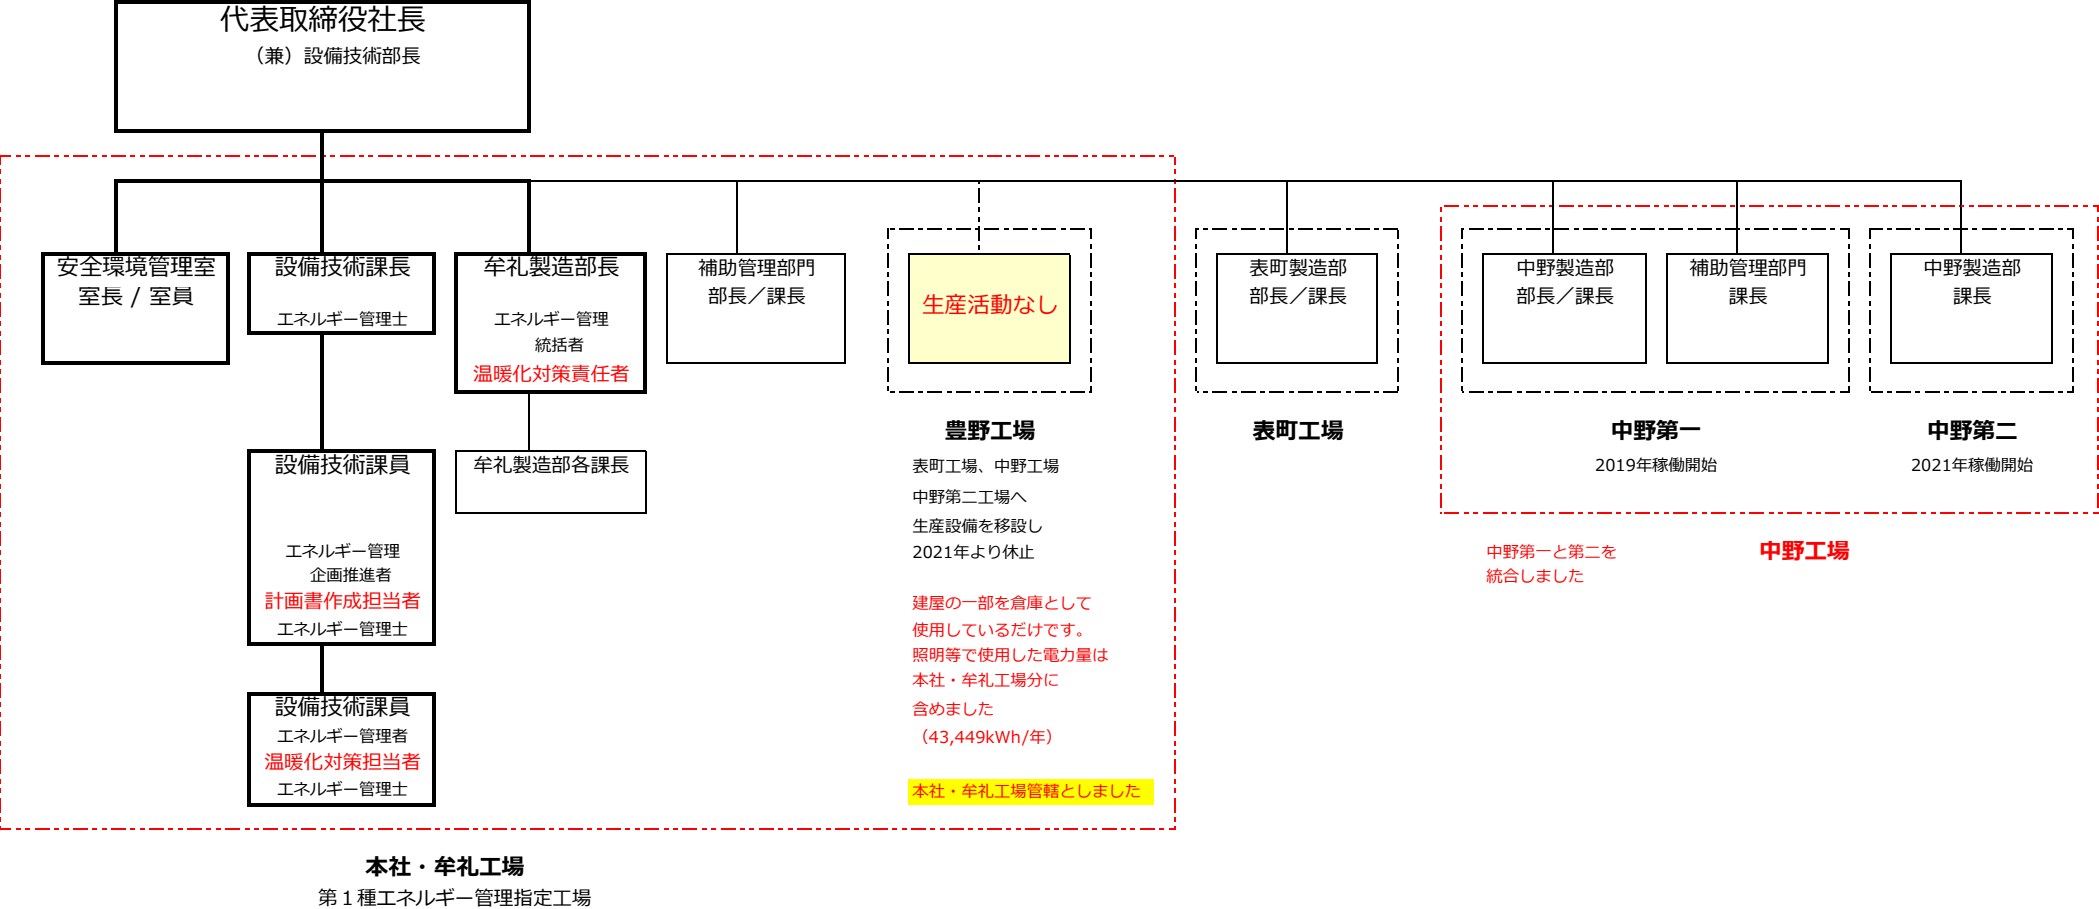 代表取締役社長
（兼）設備技術部長
安全環境管理室
室長 / 室員
設備技術課長
エネルギー管理士
牟礼製造部長
エネルギー管理
統括者
温暖化対策責任者
補助管理部門
部長／課長
生産活動なし
表町製造部
部長／課長
中野製造部
部長／課長
補助管理部門
課長
中野製造部
課長
設備技術課員
エネルギー管理
企画推進者
計画書作成担当者
エネルギー管理士
牟礼製造部各課長
設備技術課員
エネルギー管理者
温暖化対策担当者
エネルギー管理士
豊野工場
表町工場、中野工場
中野第二工場へ
生産設備を移設し
2021年より休止
建屋の一部を倉庫として
使用しているだけです。
照明等で使用した電力量は
本社・牟礼工場分に
含めました
（43,449kWh/年）
本社・牟礼工場管轄としました
表町工場
中野第一
2019年稼働開始
中野第二
2021年稼働開始
中野第一と第二を
統合しました
中野工場
本社・牟礼工場
第１種エネルギー管理指定工場